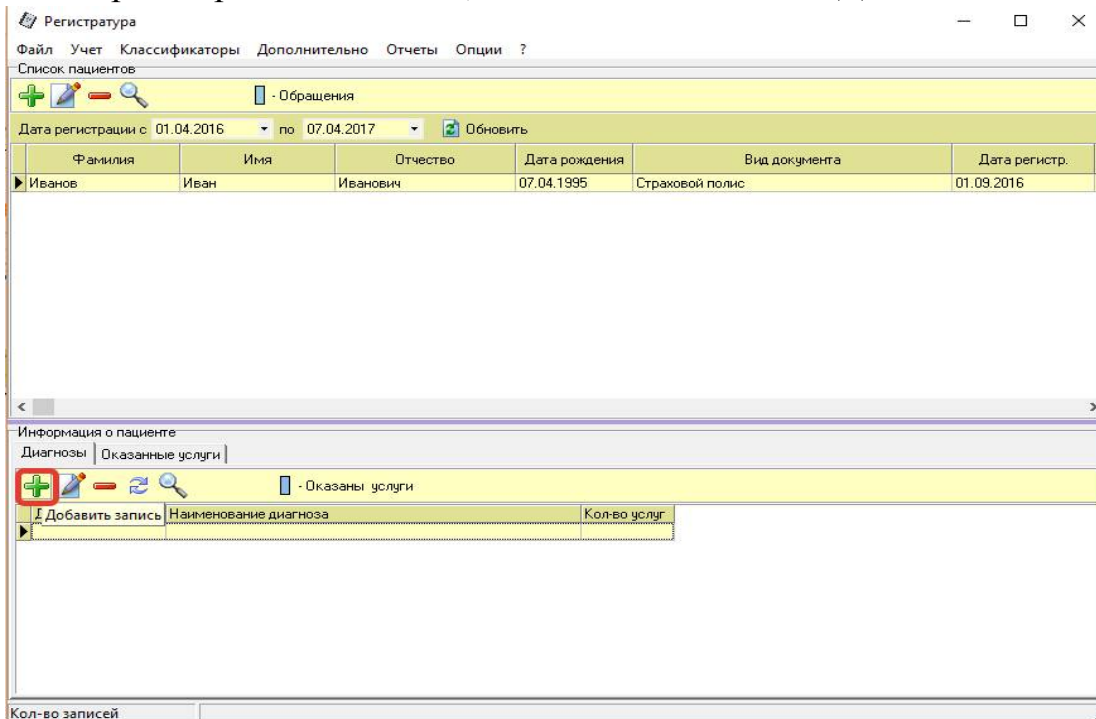 Регистратура
Файл Учет Классификаторы Дополнительно Отчеты Опции ?
Список пациентов
- Обращения
Дата регистрации с 01.04.2016 по 07.04.2017 Обновить
Фамилия Имя Отчество Дата рождения Вид документа Дата регистр.
Иванов Иван Иванович 07.04.1995 Страховой полис 01.09.2016
Информация о пациенте
Диагнозы Оказанные услуги
- Оказаны услуги
Добавить запись Наименование диагноза Кол-во услуг
Кол-во записей